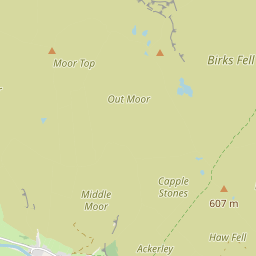 Birks Fell
Moor Top
Out Moor
Capple
Stones
Middle
Moor
607 m
Haw Fell
Ackerley